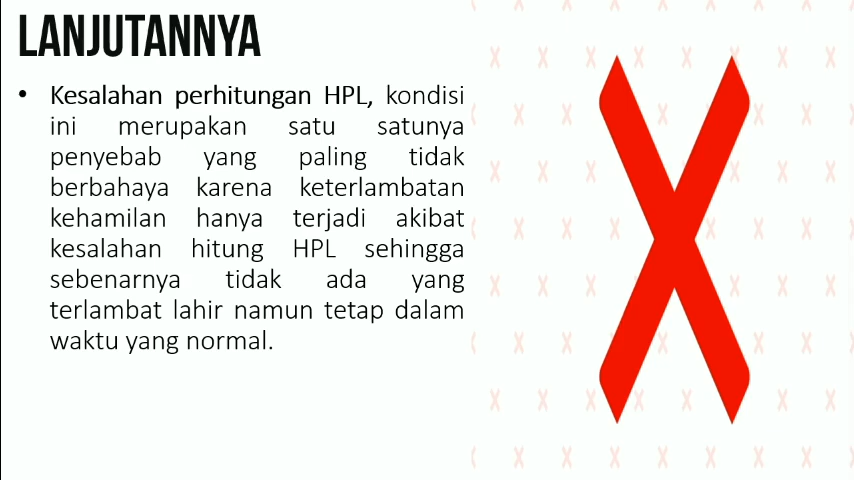 LANJUTANNYA
• Kesalahan perhitungan HPL, kondisi
ini merupakan satu satunya
penyebab yang paling tidak
berbahaya karena keterlambatan
kehamilan hanya terjadi akibat
kesalahan hitung HPL sehingga
sebenarnya tidak ada yang
terlambat lahir namun tetap dalam
waktu yang normal.